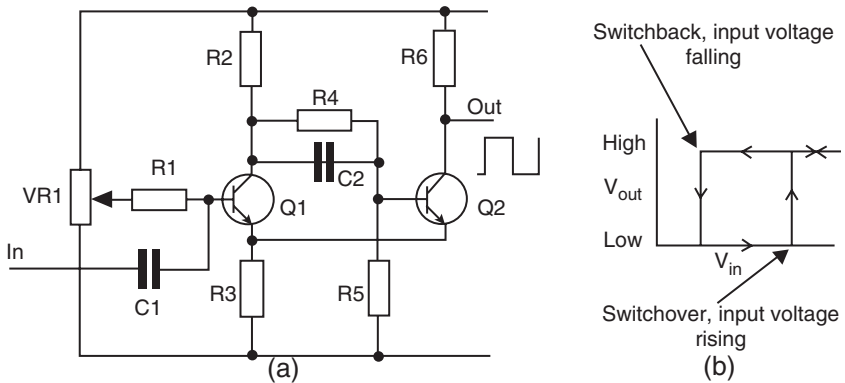 R2
R6
R4
Out
R1
C2
VR1
Q1
Q2
In
C1
R3
R5
(a)
Switchback, input voltage
falling
High
Vout
Low
Vin
Switchover, input voltage
rising
(b)